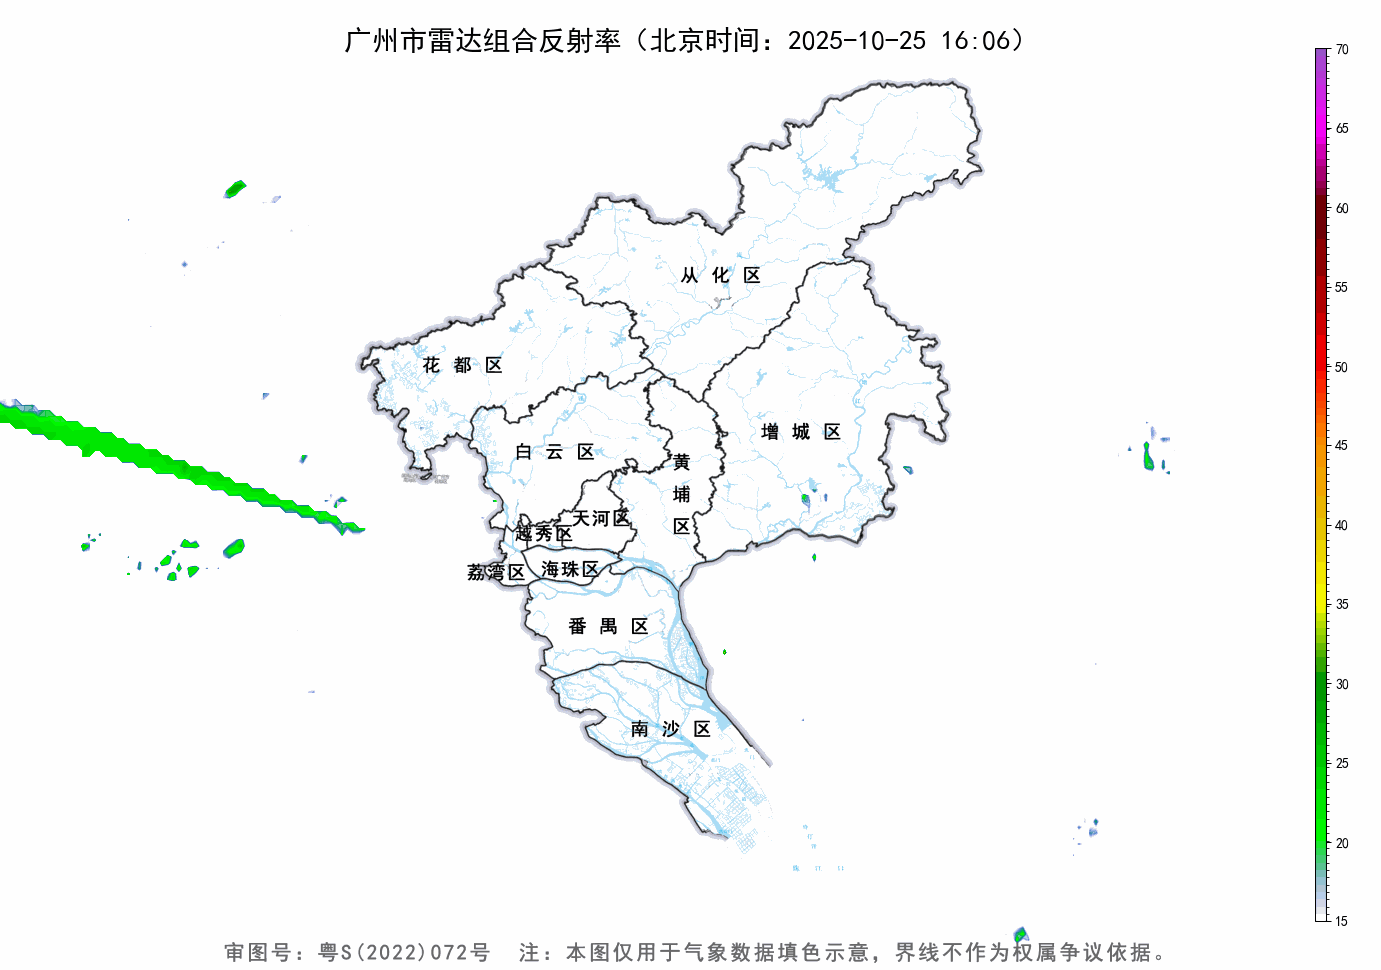 广州市雷达组合反射率（北京时间：2025-10-25 16:06）
70
65
60
55
50
45
40
35
30
25
20
15
从化区
花都区
增城区
白云区
黄埔区
天河区
越秀区
荔湾区
海珠区
番禺区
南沙区
审图号：粤S(2022)072号 注：本图仅用于气象数据填色示意，界线不作为权属争议依据。